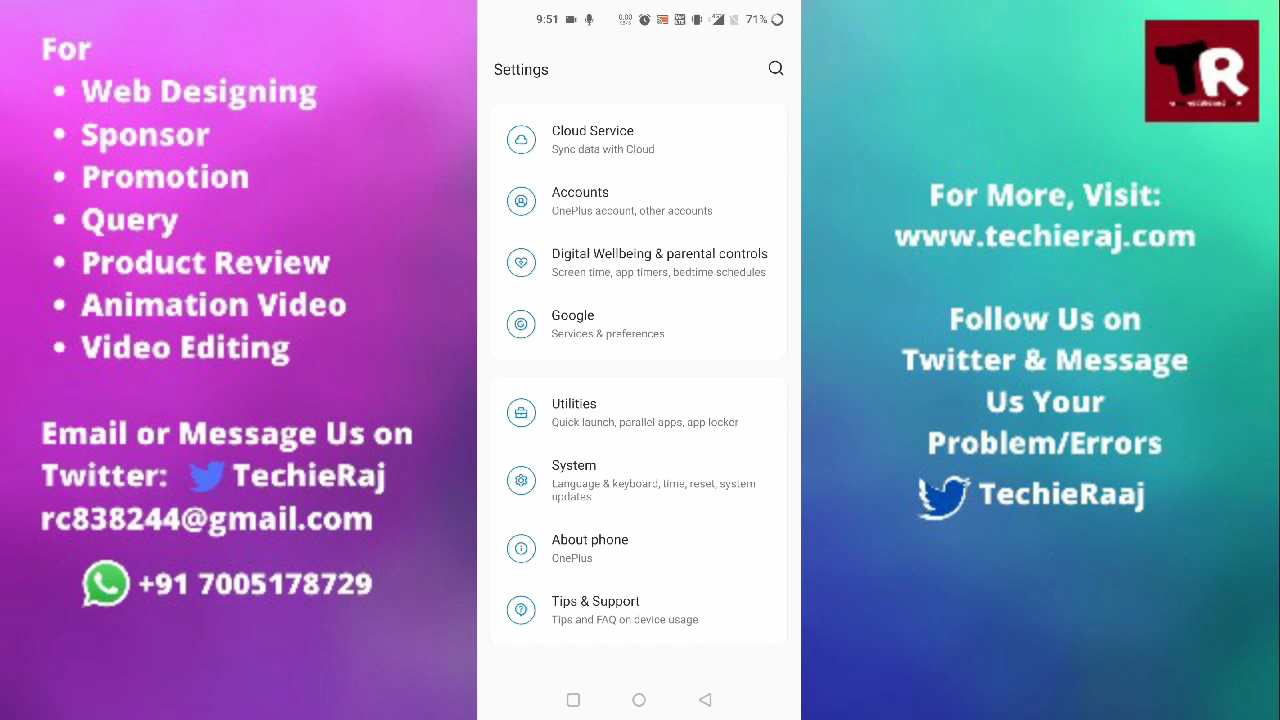 For
• Web Designing
• Sponsor
• Promotion
• Query
• Product Review
• Animation Video
• Video Editing
Email or Message Us on
Twitter: TechieRaj
rc838244@gmail.com
+91 7005178729
9:51
71%
Settings
Cloud Service
Sync data with Cloud
Accounts
OnePlus account, other accounts
Digital Wellbeing & parental controls
Screen time, app timers, bedtime schedules
Google
Services & preferences
Utilities
Quick launch, parallel apps, app locker
System
Language & keyboard, time, reset, system
updates
About phone
OnePlus
Tips & Support
Tips and FAQ on device usage
TR
For More, Visit:
www.techieraj.com
Follow Us on
Twitter & Message
Us Your
Problem/Errors
TechieRaaj